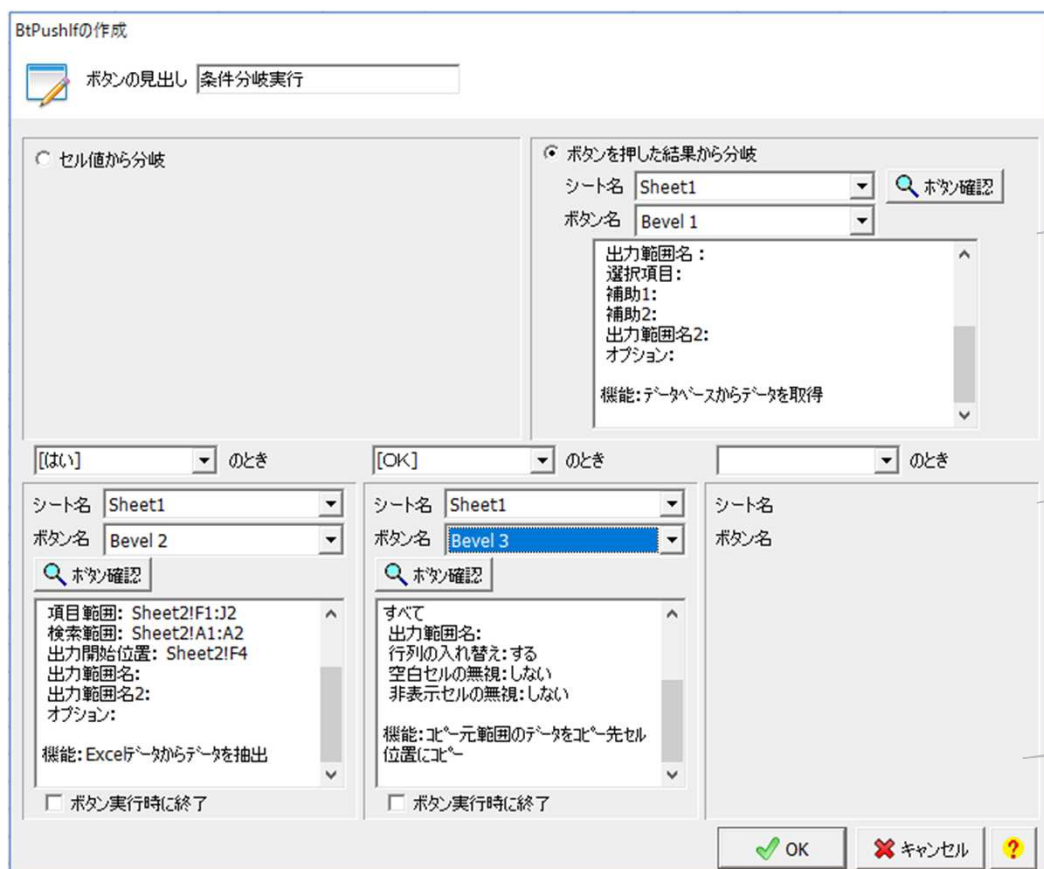 BtPushIfの作成
ボタンの見出し 条件分岐実行
セル値から分岐
ボタンを押した結果から分岐
シート名 Sheet1 ボタン確認
ボタン名 Bevel 1
出力範囲名:
選択項目:
補助1:
補助2:
出力範囲名2:
オプション:
機能:データベースからデータを取得
[はい] のとき [OK] のとき のとき
シート名 Sheet1
ボタン名 Bevel 2
ボタン確認
項目範囲: Sheet2!F1:J2
検索範囲: Sheet2!A1:A2
出力開始位置: Sheet2!F4
出力範囲名:
出力範囲名2:
オプション:
機能:Excelデータからデータを抽出
ボタン実行時に終了
シート名 Sheet1
ボタン名 Bevel 3
ボタン確認
すべて
出力範囲名:
行列の入れ替え:する
空白セルの無視:しない
非表示セルの無視:しない
機能:コピー元範囲のデータをコピー先セル
位置にコピー
ボタン実行時に終了
シート名
ボタン名
OK キャンセル ?